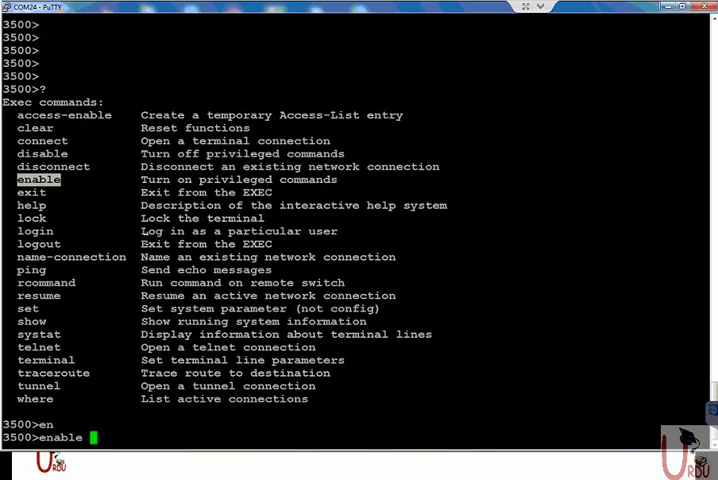 COM24 - PuTTY
3500>
3500>
3500>
3500>
3500>
3500>?
Exec commands:
access-enable Create a temporary Access-List entry
clear Reset functions
connect Open a terminal connection
disable Turn off privileged commands
disconnect Disconnect an existing network connection
enable Turn on privileged commands
exit Exit from the EXEC
help Description of the interactive help system
lock Lock the terminal
login Log in as a particular user
logout Exit from the EXEC
name-connection Name an existing network connection
ping Send echo messages
rcommand Run command on remote switch
resume Resume an active network connection
set Set system parameter (not config)
show Show running system information
systat Display information about terminal lines
telnet Open a telnet connection
terminal Set terminal line parameters
traceroute Trace route to destination
tunnel Open a tunnel connection
where List active connections
3500>en
3500>enable
URDU
URDU